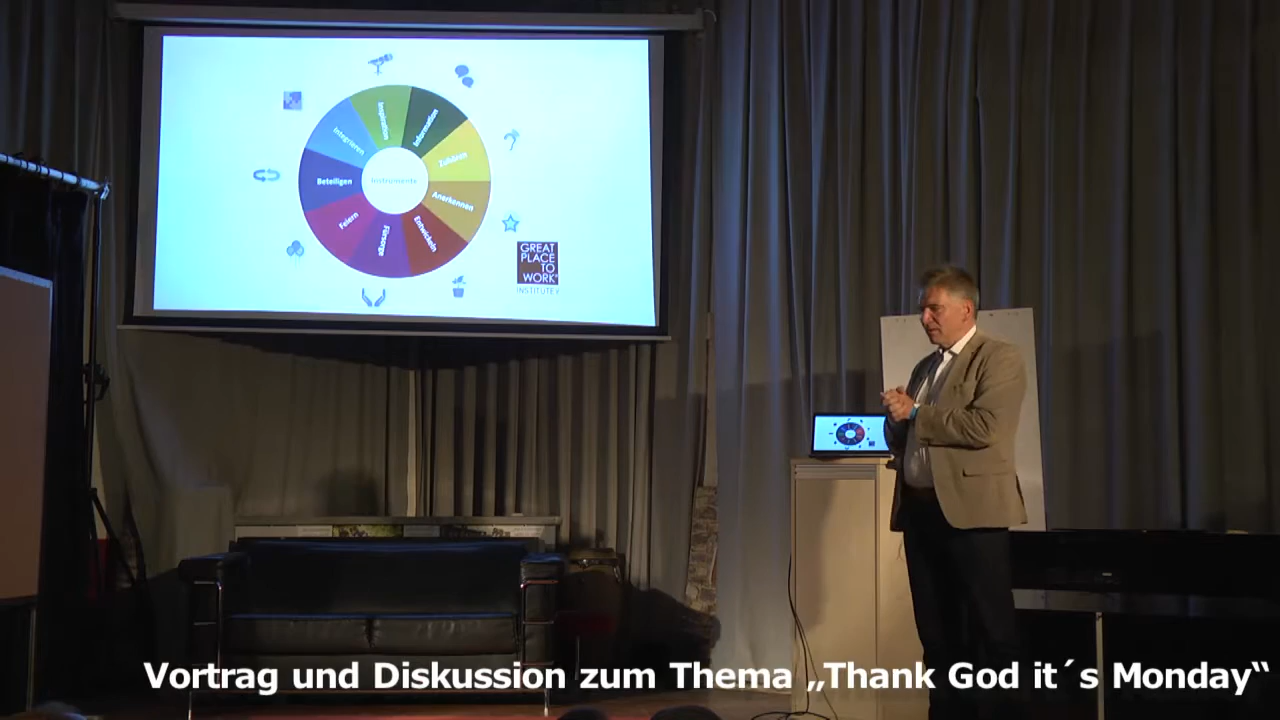 Inspiration
Information
Zuhören
Anerkennen
Entwickeln
Fürsorge
Feiern
Beteiligen
Integrieren
Instrumente
GREAT
PLACE
TO
WORK®
INSTITUTE
Vortrag und Diskussion zum Thema „Thank God it´s Monday“